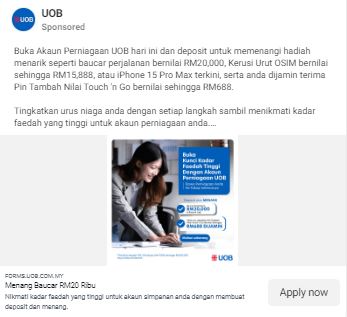 UOB
UOB
Sponsored
Buka Akaun Perniagaan UOB hari ini dan deposit untuk memenangi hadiah
menarik seperti baucar perjalanan bernilai RM20,000, Kerusi Urut OSIM bernilai
sehingga RM15,888, atau iPhone 15 Pro Max terkini, serta anda dijamin terima
Pin Tambah Nilai Touch 'n Go bernilai sehingga RM688.
Tingkatkan urus niaga anda dengan setiap langkah sambil menikmati kadar
faedah yang tinggi untuk akaun perniagaan anda....
Buka
Kunci Kadar
Faedah Tinggi
Dengan Akaun
Perniagaan UOB
RM20,000
RM688 DIJAMIN
UOB
FORMS.UOB.COM.MY
Menang Baucar RM20 Ribu
Nikmati kadar faedah yang tinggi untuk akaun simpanan anda dengan membuat
deposit dan menang.
Apply now